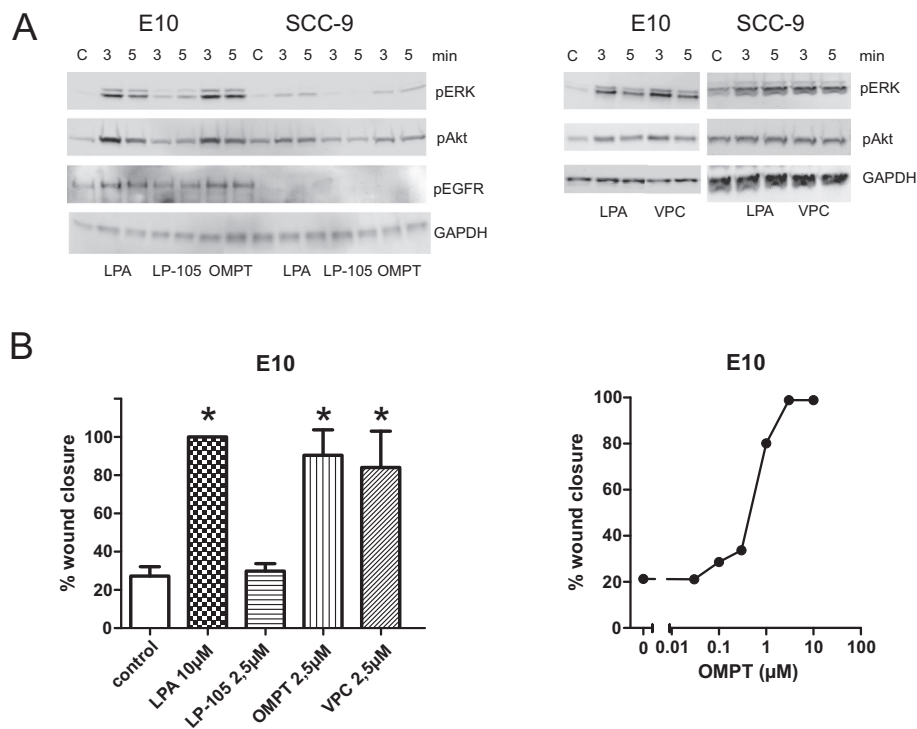 A
E10 SCC-9
C 3 5 3 5 3 5 C 3 5 3 5 3 5 min
pERK
pAkt
pEGFR
GAPDH
LPA LP-105 OMPT LPA LP-105 OMPT
E10 SCC-9
C 3 5 3 5 C 3 5 3 5 min
pERK
pAkt
GAPDH
LPA VPC LPA VPC
B
E10
% wound closure
100
80
60
40
20
0
* * *
control
LPA 10µM
LP-105 2,5µM
OMPT 2,5µM
VPC 2,5µM
E10
% wound closure
100
80
60
40
20
0
0 0.01 0.1 1 10 100
OMPT (µM)